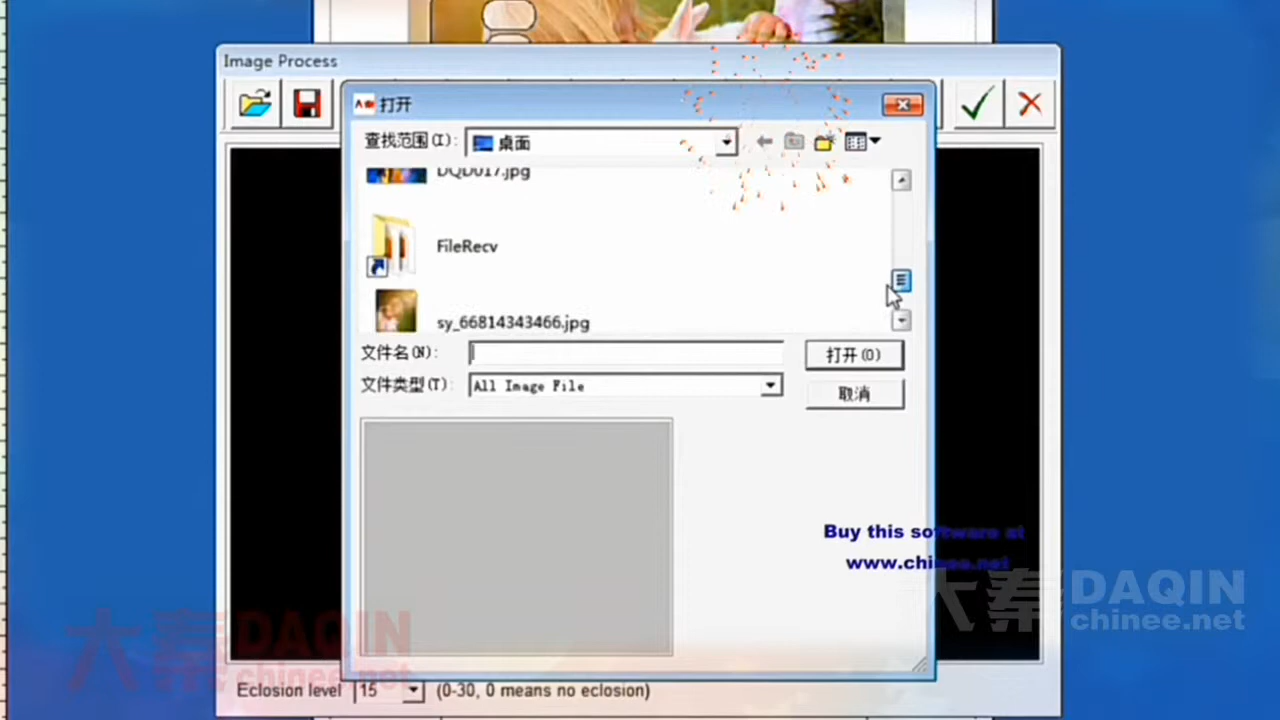 Image Process
打开
查找范围(I):
桌面
DQD017.jpg
FileRecv
sy_66814343466.jpg
文件名(N):
打开(O)
文件类型(T):
All Image File
取消
Buy this software at
www.chinee.net
大秦 DAQIN
chinee.net
大秦 DAQIN
chinee.net
Eclosion level 15 (0-30, 0 means no eclosion)